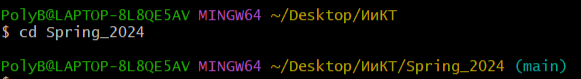 PolyB@LAPTOP-8L8QE5AV MINGW64 ~/Desktop/ИиКТ
$ cd Spring_2024
PolyB@LAPTOP-8L8QE5AV MINGW64 ~/Desktop/ИиКТ/Spring_2024 (main)